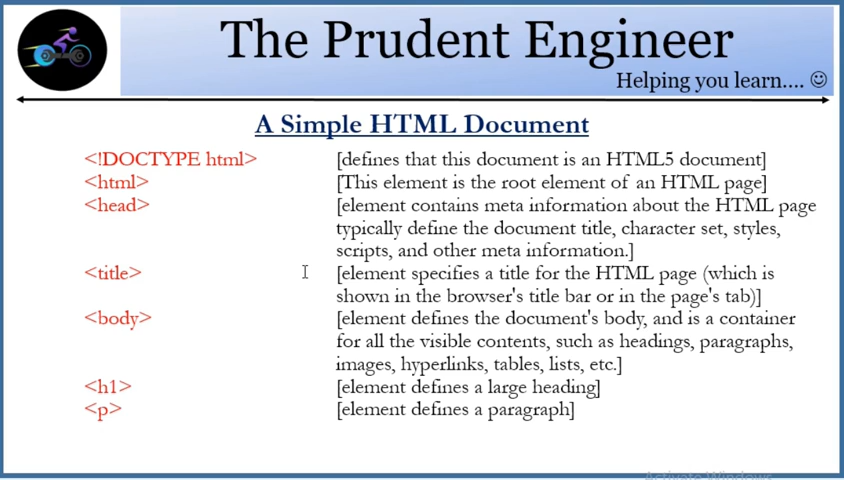 The Prudent Engineer
Helping you learn.... ☺
A Simple HTML Document
<!DOCTYPE html> [defines that this document is an HTML5 document]
<html> [This element is the root element of an HTML page]
<head> [element contains meta information about the HTML page
typically define the document title, character set, styles,
scripts, and other meta information.]
<title> [element specifies a title for the HTML page (which is
shown in the browser's title bar or in the page's tab)]
<body> [element defines the document's body, and is a container
for all the visible contents, such as headings, paragraphs,
images, hyperlinks, tables, lists, etc.]
<h1> [element defines a large heading]
<p> [element defines a paragraph]
Activate Windows